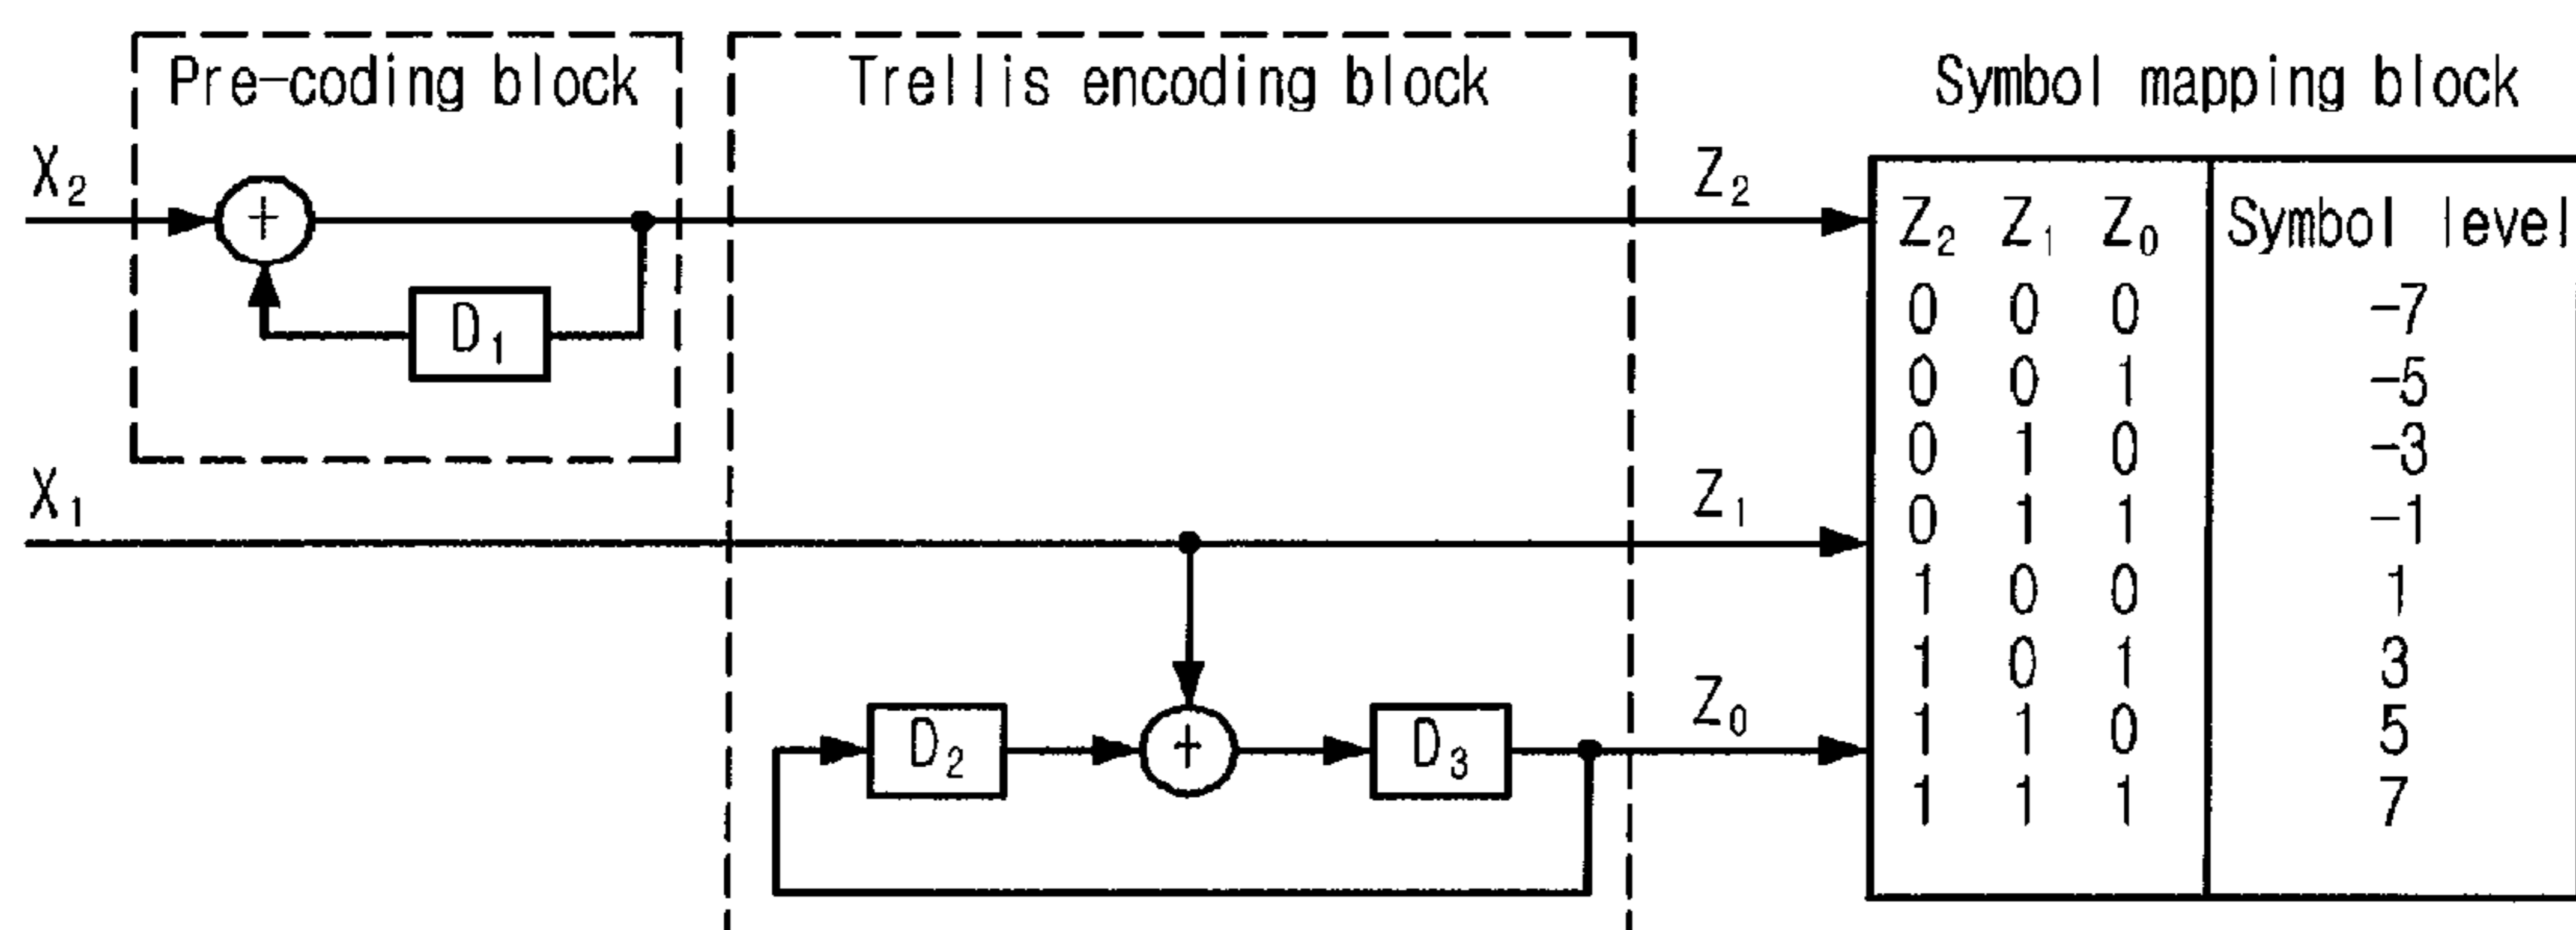 Pre-coding block
Trellis encoding block
Symbol mapping block
X₂
Z₂
+
D₁
X₁
Z₁
D₂
+
D₃
Z₀
Z₂ Z₁ Z₀ Symbol level
0 0 0 -7
0 0 1 -5
0 1 0 -3
0 1 1 -1
1 0 0 1
1 0 1 3
1 1 0 5
1 1 1 7